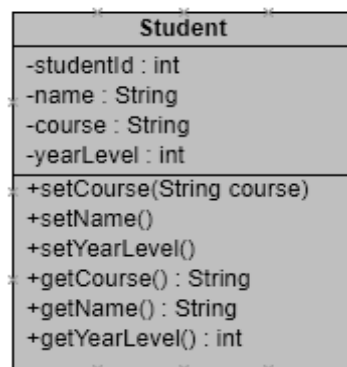 Student
-studentId : int
-name : String
-course : String
-yearLevel : int
+setCourse(String course)
+setName()
+setYearLevel()
+getCourse() : String
+getName() : String
+getYearLevel() : int